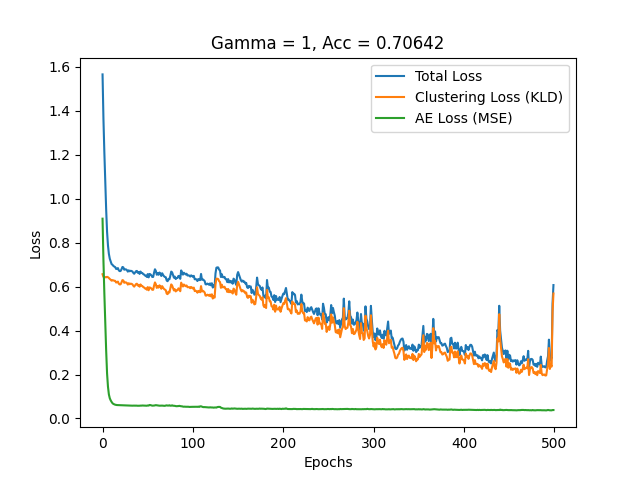 Gamma = 1, Acc = 0.70642
Total Loss
Clustering Loss (KLD)
AE Loss (MSE)
1.6
1.4
1.2
1.0
0.8
0.6
0.4
0.2
0.0
Loss
0 100 200 300 400 500
Epochs